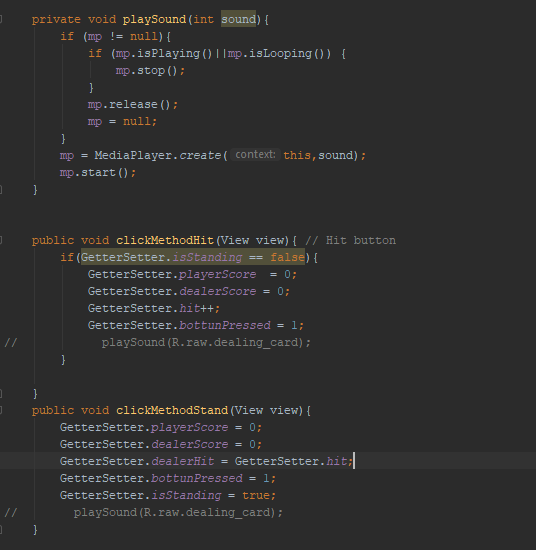 private void playSound(int sound){
if (mp != null){
if (mp.isPlaying()||mp.isLooping()) {
mp.stop();
}
mp.release();
mp = null;
}
mp = MediaPlayer.create( context: this,sound);
mp.start();
}
public void clickMethodHit(View view){ // Hit button
if(GetterSetter.isStanding == false){
GetterSetter.playerScore  = 0;
GetterSetter.dealerScore = 0;
GetterSetter.hit++;
GetterSetter.bottunPressed = 1;
// playSound(R.raw.dealing_card);
}
}
public void clickMethodStand(View view){
GetterSetter.playerScore = 0;
GetterSetter.dealerScore = 0;
GetterSetter.dealerHit = GetterSetter.hit;
GetterSetter.bottunPressed = 1;
GetterSetter.isStanding = true;
// playSound(R.raw.dealing_card);
}